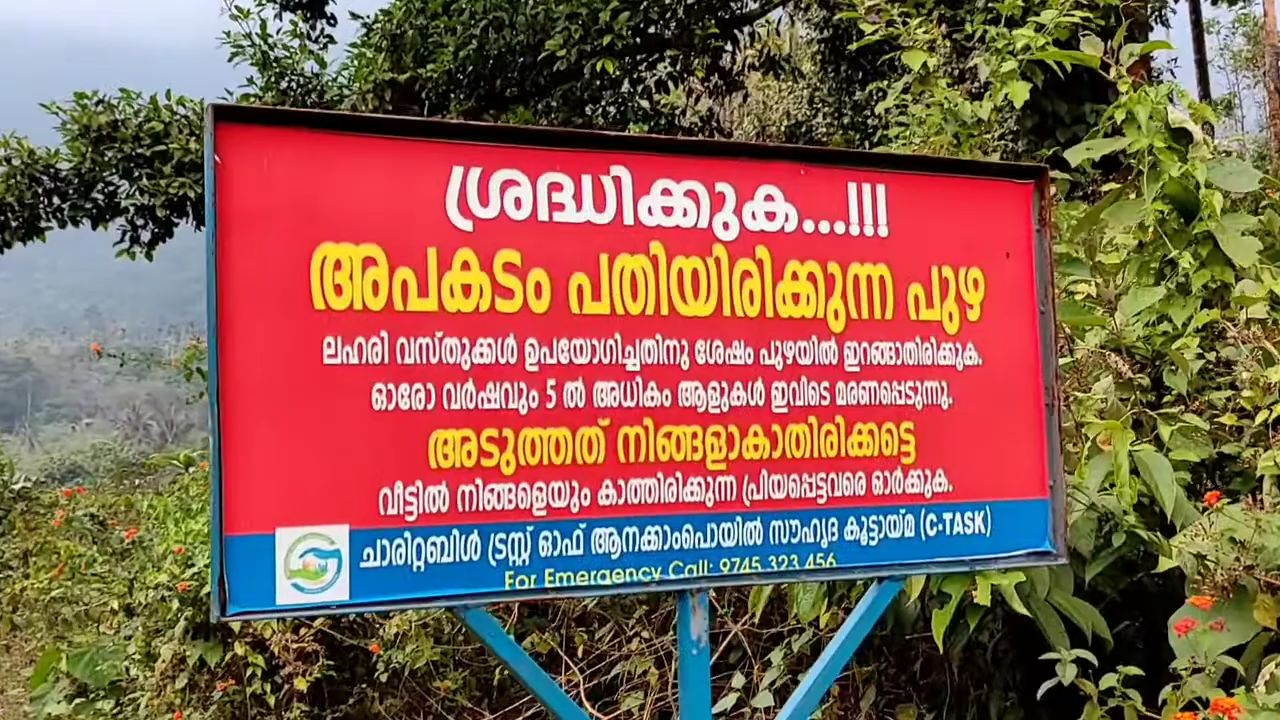 ശ്രദ്ധിക്കുക...!!!
അപകടം പതിയിരിക്കുന്ന പുഴ
ലഹരി വസ്തുക്കൾ ഉപയോഗിച്ചതിനു ശേഷം പുഴയിൽ ഇറങ്ങാതിരിക്കുക.
ഓരോ വർഷവും 5 ൽ അധികം ആളുകൾ ഇവിടെ മരണപ്പെടുന്നു.
അടുത്തത് നിങ്ങളാകാതിരിക്കട്ടെ
വീട്ടിൽ നിങ്ങളെയും കാത്തിരിക്കുന്ന പ്രിയപ്പെട്ടവരെ ഓർക്കുക.
ചാരിറ്റബിൾ ട്രസ്റ്റ് ഓഫ് ആനക്കാംപൊയിൽ സൗഹൃദ കൂട്ടായ്മ (C-TASK)
For Emergency Call: 9745 323 456